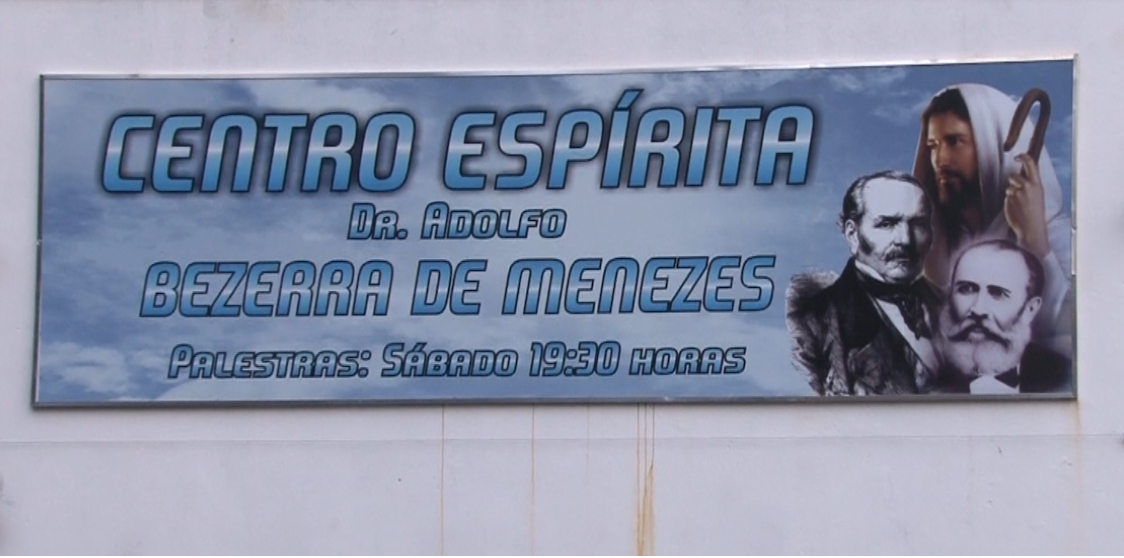 CENTRO ESPÍRITA
DR. ADOLFO
BEZERRA DE MENEZES
PALESTRAS: SÁBADO 19:30 HORAS